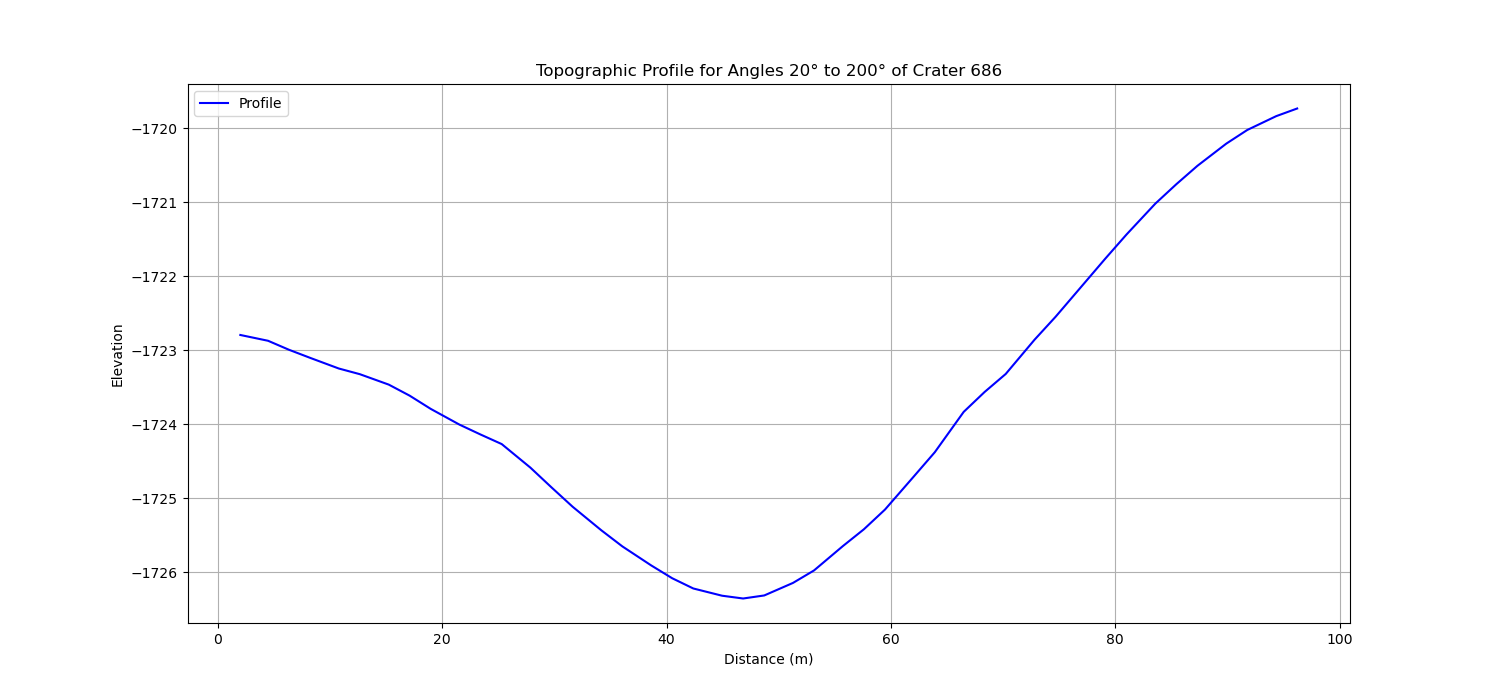 Topographic Profile for Angles 20° to 200° of Crater 686
Profile
−1720
−1721
−1722
−1723
−1724
−1725
−1726
Elevation
0 20 40 60 80 100
Distance (m)